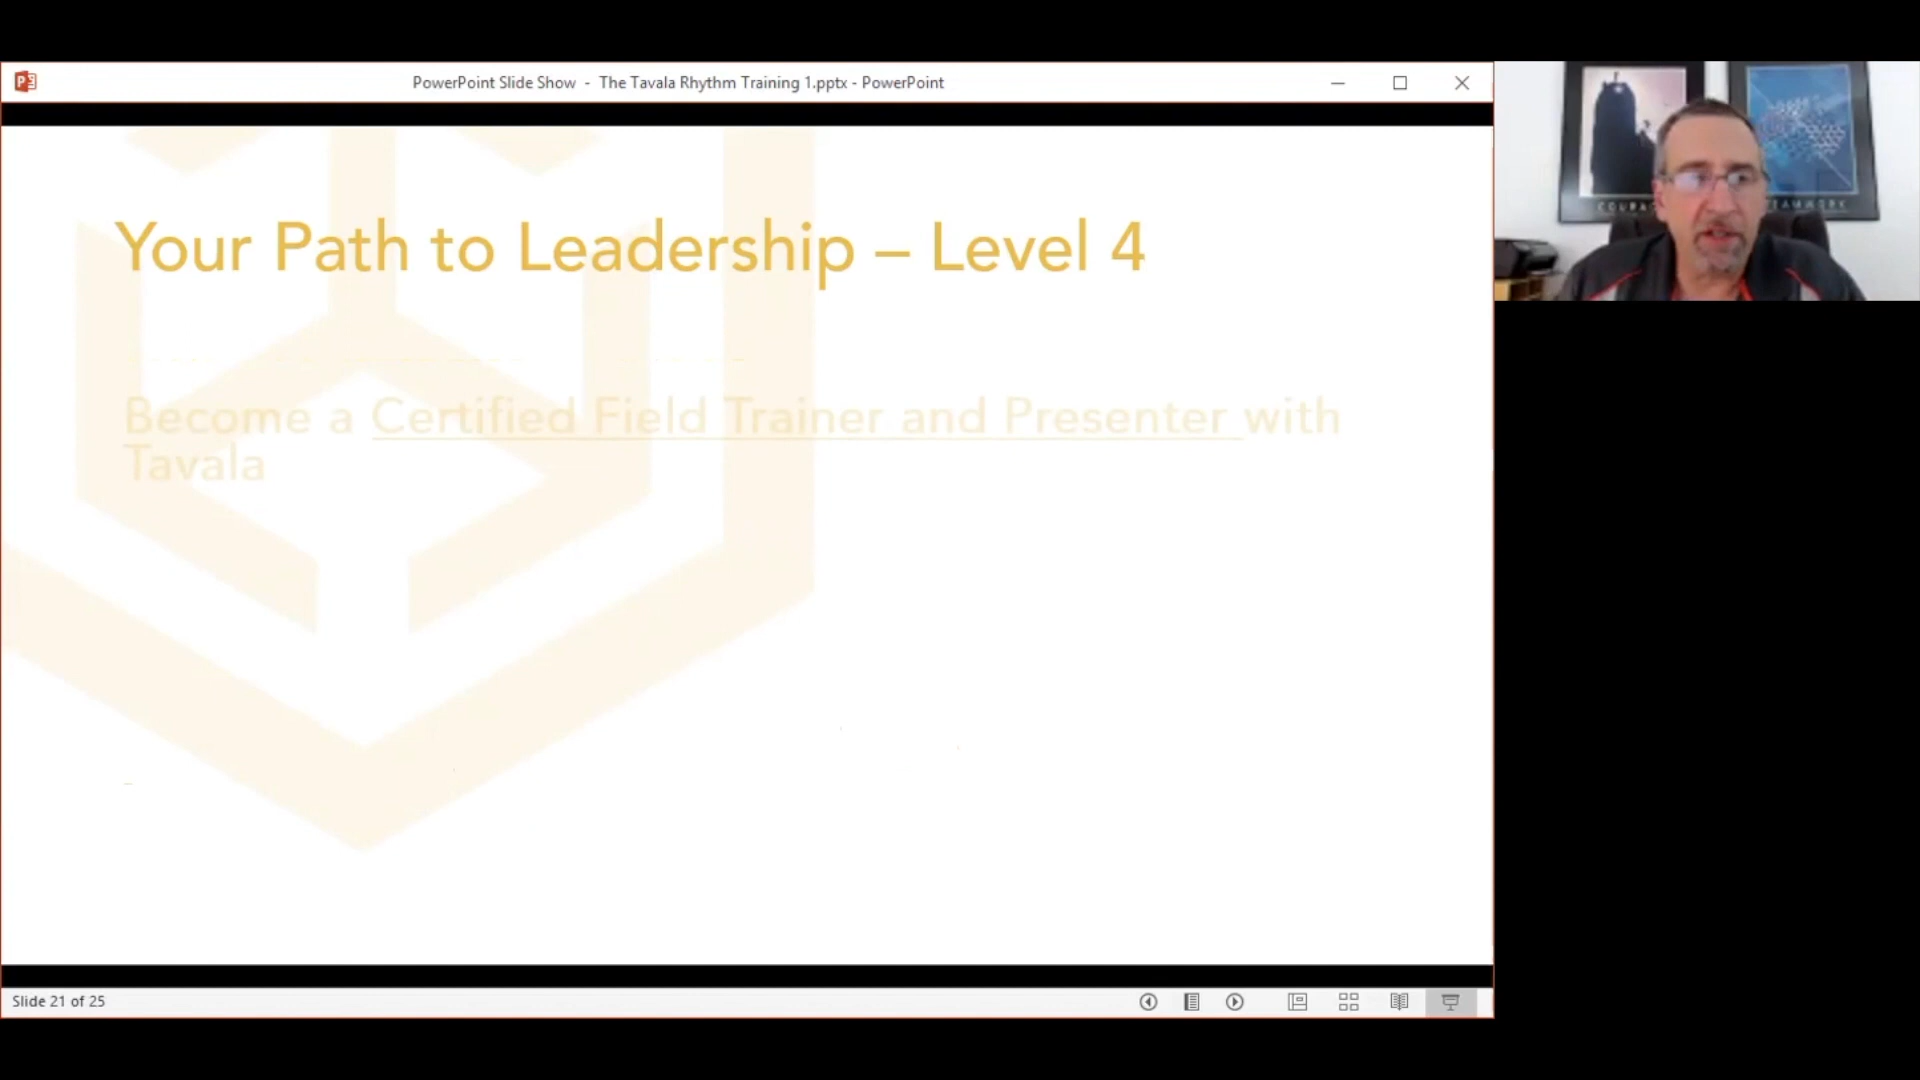 PowerPoint Slide Show - The Tavala Rhythm Training 1.pptx - PowerPoint
Your Path to Leadership – Level 4
Become a Certified Field Trainer and Presenter with
Tavala
Slide 21 of 25
TEAMWORK